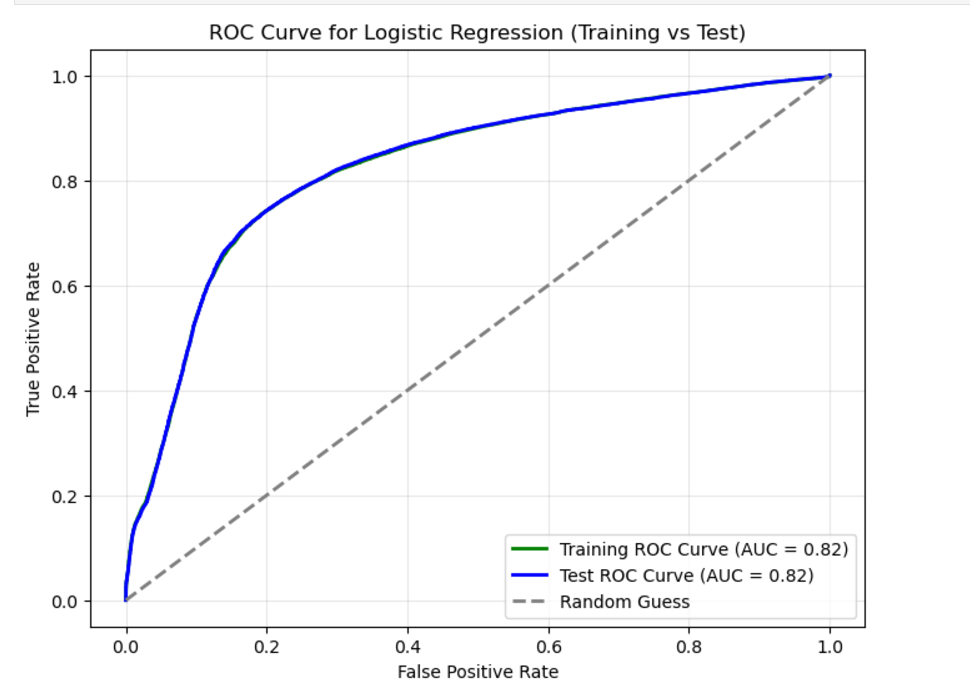 ROC Curve for Logistic Regression (Training vs Test)
1.0
0.8
0.6
0.4
0.2
0.0
True Positive Rate
Training ROC Curve (AUC = 0.82)
Test ROC Curve (AUC = 0.82)
Random Guess
0.0 0.2 0.4 0.6 0.8 1.0
False Positive Rate